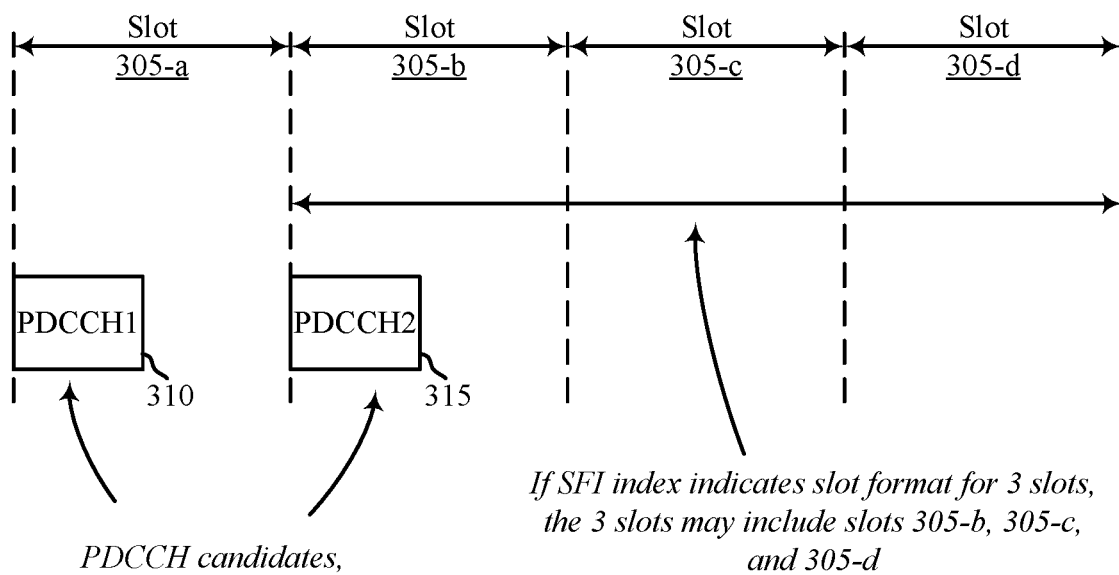 Slot Slot Slot Slot
305-a 305-b 305-c 305-d
PDCCH1 PDCCH2
310 315
If SFI index indicates slot format for 3 slots,
the 3 slots may include slots 305-b, 305-c,
and 305-d
PDCCH candidates,